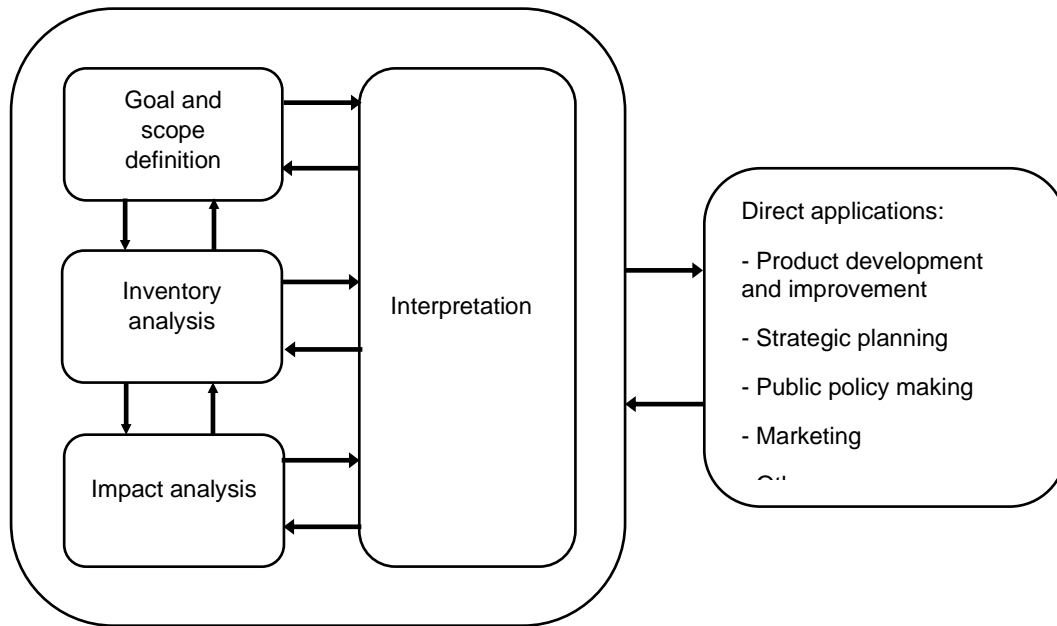 Goal and
scope
definition
Inventory
analysis
Impact analysis
Interpretation
Direct applications:
- Product development
and improvement
- Strategic planning
- Public policy making
- Marketing